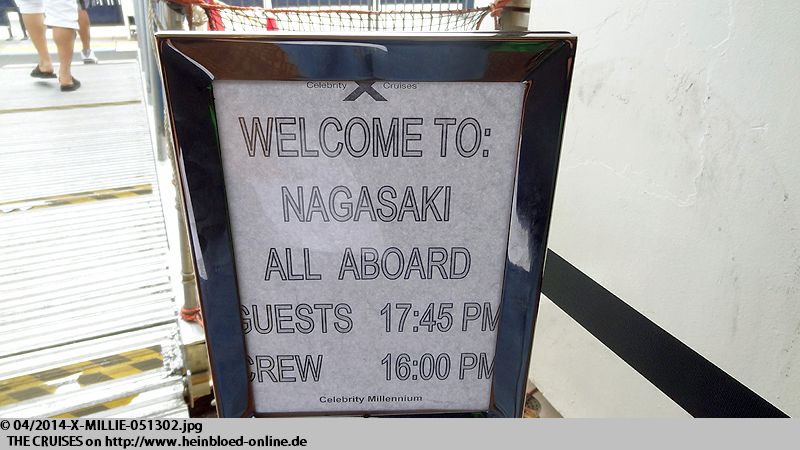 Celebrity X Cruises
WELCOME TO:
NAGASAKI
ALL ABOARD
GUESTS 17:45 PM
CREW 16:00 PM
Celebrity Millennium
© 04/2014-X-MILLIE-051302.jpg
THE CRUISES on http://www.heinbloed-online.de